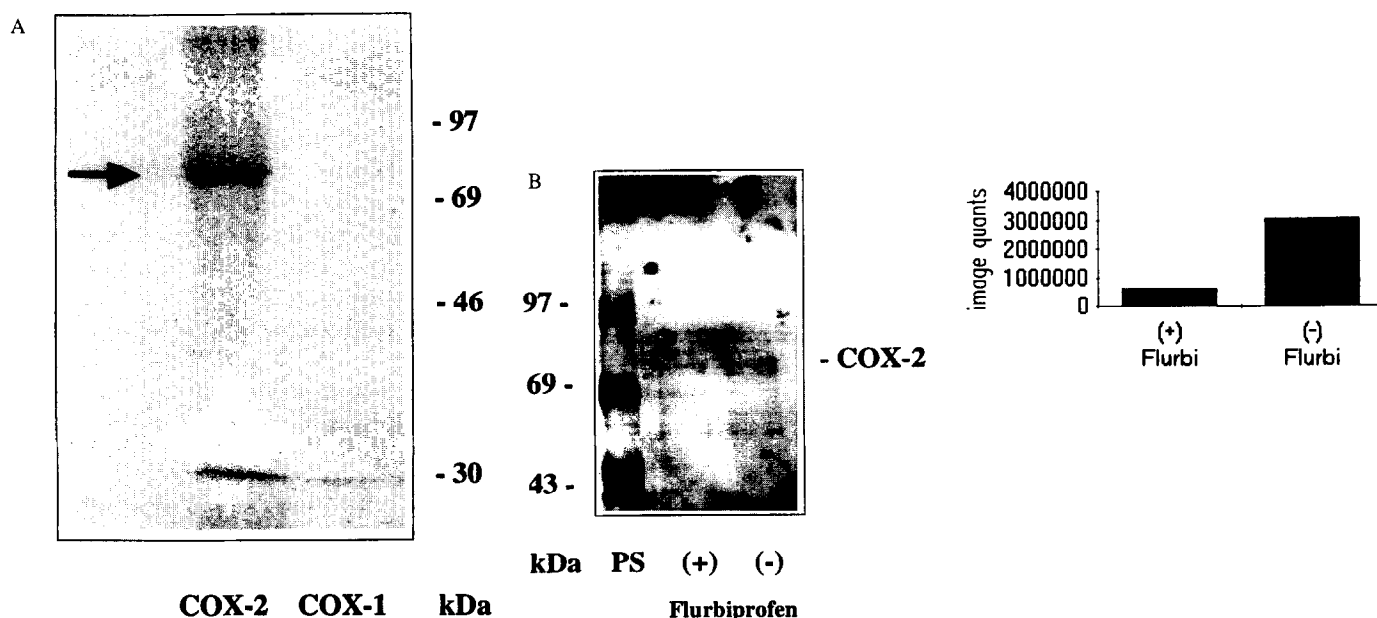 A
- 97
- 69
- 46
- 30
COX-2 COX-1 kDa
B
97 -
69 -
43 -
- COX-2
kDa PS (+) (-)
Flurbiprofen
image quants
4000000
3000000
2000000
1000000
0
(+)
Flurbi
(-)
Flurbi